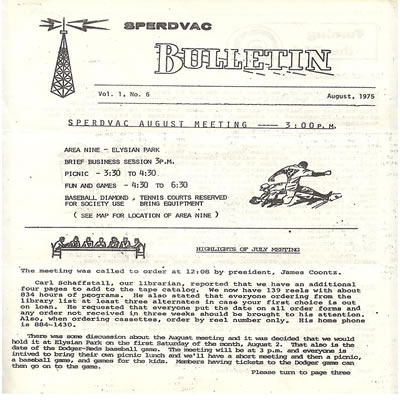 SPERDVAC
BULLETIN
Vol. 1, No. 6 August, 1975
SPERDVAC AUGUST MEETING ---- 3:00 P.M.
AREA NINE - ELYSIAN PARK
BRIEF BUSINESS SESSION 3P.M.
PICNIC - 3:30 TO 4:30
FUN AND GAMES - 4:30 TO 6:30
BASEBALL DIAMOND, TENNIS COURTS RESERVED
FOR SOCIETY USE BRING EQUIPTMENT
( SEE MAP FOR LOCATION OF AREA NINE )
HIGHLIGHTS OF JULY MEETING
The meeting was called to order at 12:08 by president, James Coontz.
Carl Schaffstall, our librarian, reported that we have an additional
four pages to add to the tape catalog. We now have 139 reels with about
834 hours of programs. He also stated that everyone ordering from the
library list at least three alternates in case your first choice is out
on loan. He requested that everyone put the date on all order forms and
any order not received in three weeks should be brought to his attention.
Also, when ordering cassettes, order by reel number only. His home phone
is 884-1430.
There was some discussion about the August meeting and it was decided that we would
hold it at Elysian Park on the first Saturday of the month, August 2. That also is the
date of the Dodger-Reds baseball game. The meeting will be at 3 p.m. and everyone is
intived to bring their own picnic lunch and we'll have a short meeting and then a picnic,
a baseball game, and games for the kids. Members having tickets to the Dodger game can
then go on to the game.
Please turn to page three